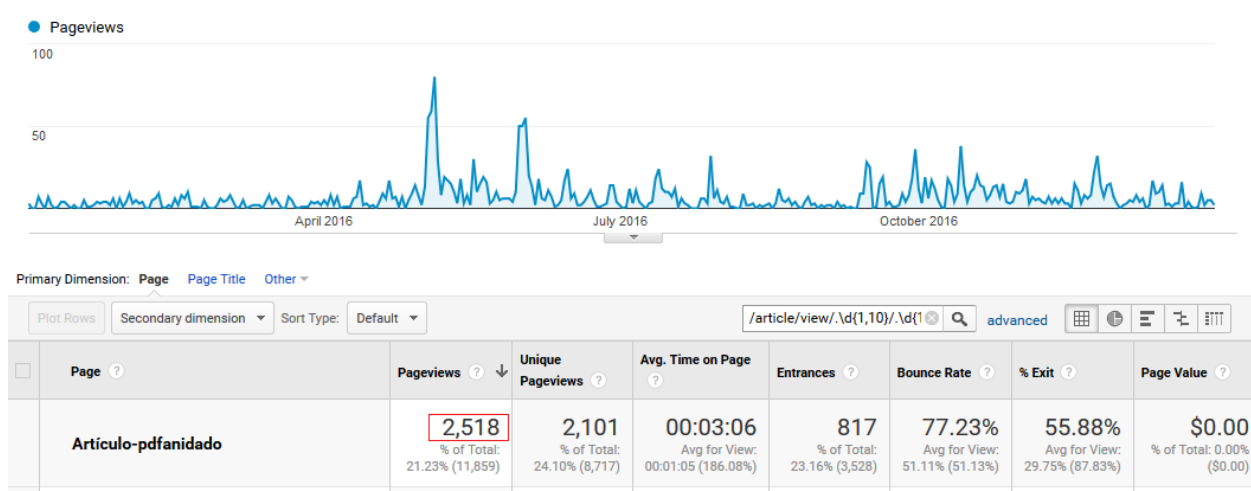 Pageviews
100
50
April 2016 July 2016 October 2016
Primary Dimension: Page Page Title Other
Plot Rows Secondary dimension Sort Type: Default /article/view/.\d{1,10}/.\d{1 advanced
Page ? Pageviews ? Unique Pageviews ? Avg. Time on Page ? Entrances ? Bounce Rate ? % Exit ? Page Value ?
Artículo-pdfanidado 2,518 2,101 00:03:06 817 77.23% 55.88% $0.00
% of Total: % of Total: Avg for View: % of Total: Avg for View: Avg for View: % of Total: 0.00%
21.23% (11,859) 24.10% (8,717) 00:01:05 (186.08%) 23.16% (3,528) 51.11% (51.13%) 29.75% (87.83%) ($0.00)